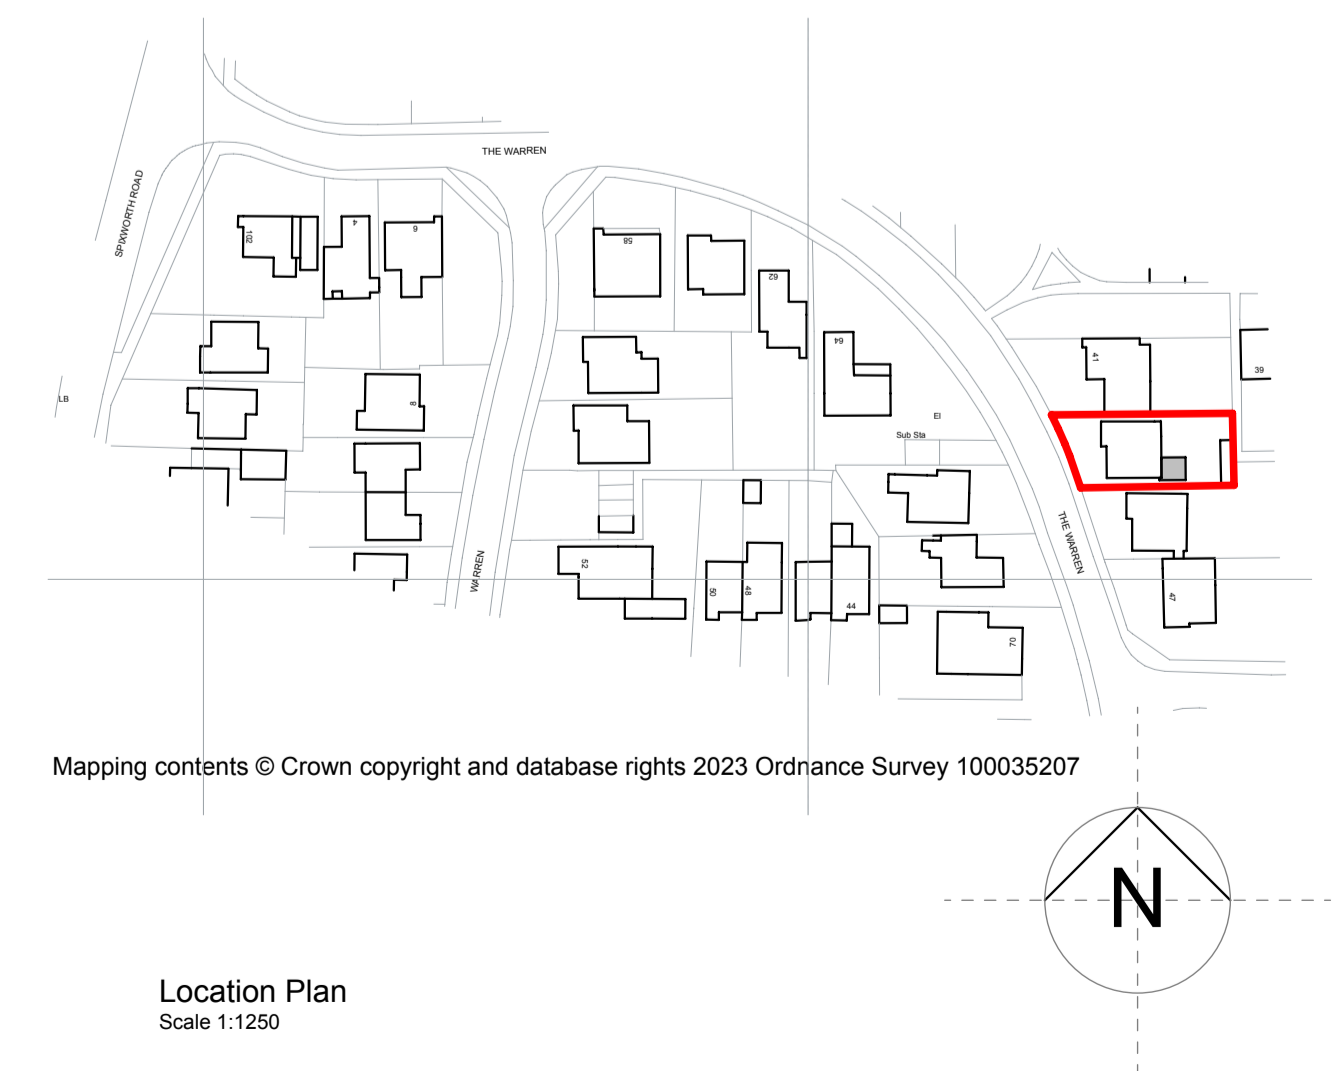 THE WARREN
SPIXWORTH ROAD
102
4
6
58
62
64
41
39
LB
8
El
Sub Sta
THE WARREN
WARREN
52
50
48
44
70
47
Mapping contents © Crown copyright and database rights 2023 Ordnance Survey 100035207
N
Location Plan
Scale 1:1250